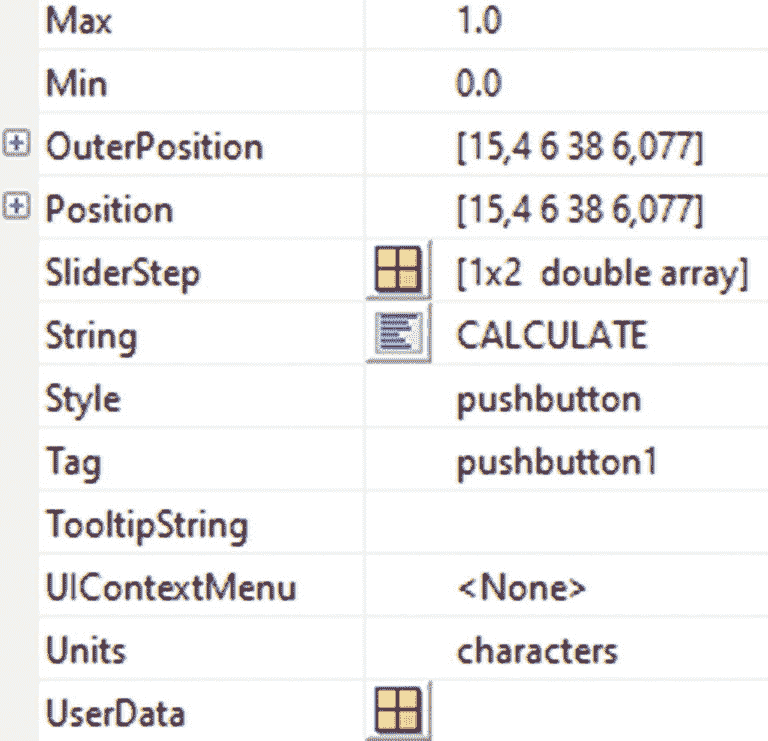 Max 1.0
Min 0.0
OuterPosition [15,4 6 38 6,077]
Position [15,4 6 38 6,077]
SliderStep [1x2 double array]
String CALCULATE
Style pushbutton
Tag pushbutton1
TooltipString
UIContextMenu <None>
Units characters
UserData